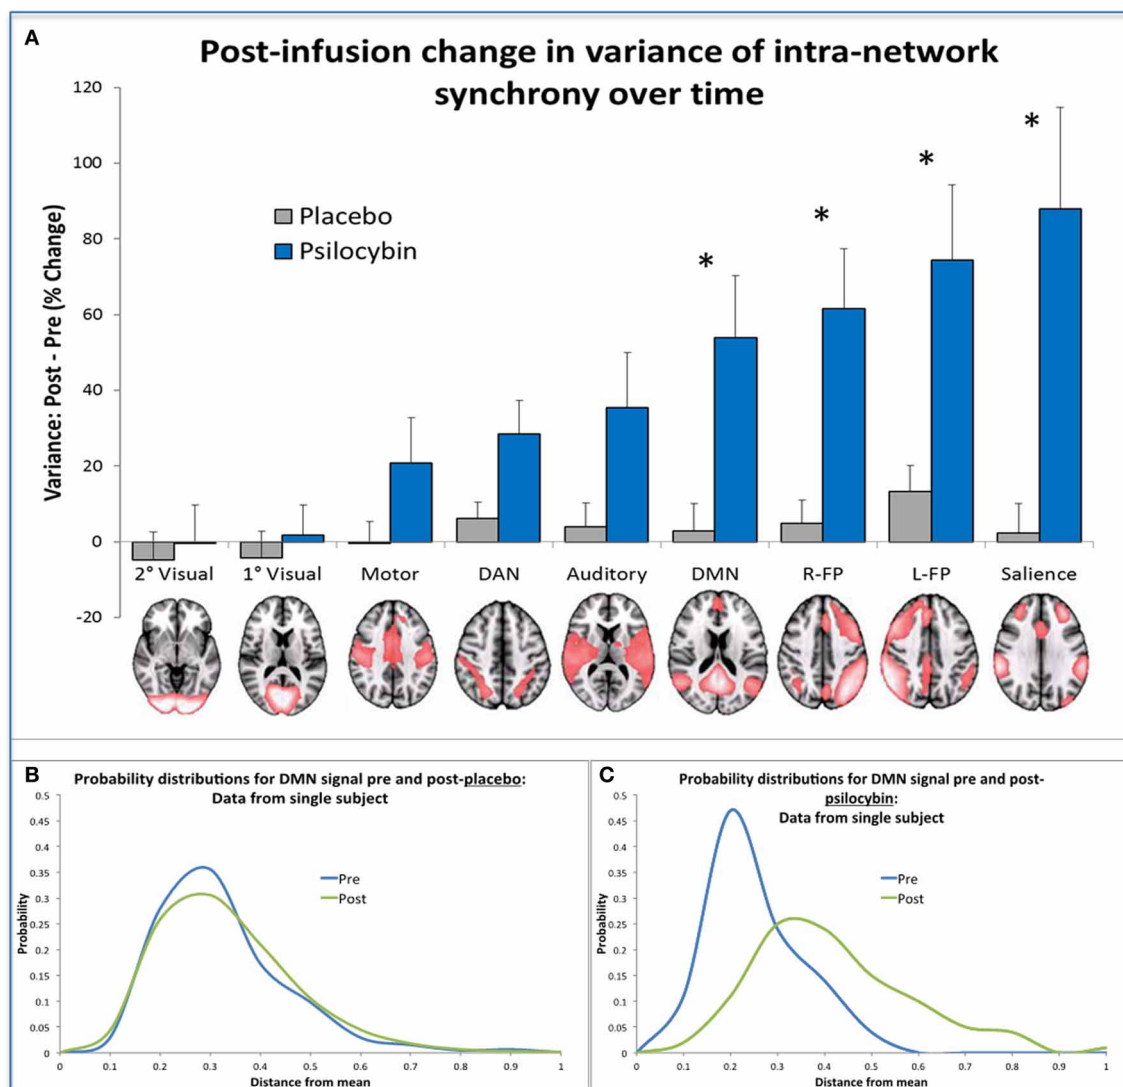 A
Post-infusion change in variance of intra-network
synchrony over time
Variance: Post - Pre (% Change)
120
100
80
60
40
20
0
-20
Placebo
Psilocybin
*
*
*
*
2° Visual 1° Visual Motor DAN Auditory DMN R-FP L-FP Salience
B
Probability distributions for DMN signal pre and post-placebo:
Data from single subject
Probability
0.5
0.45
0.4
0.35
0.3
0.25
0.2
0.15
0.1
0.05
0
Pre
Post
0 0.1 0.2 0.3 0.4 0.5 0.6 0.7 0.8 0.9 1
Distance from mean
C
Probability distributions for DMN signal pre and post-
psilocybin:
Data from single subject
Probability
0.5
0.45
0.4
0.35
0.3
0.25
0.2
0.15
0.1
0.05
0
Pre
Post
0 0.1 0.2 0.3 0.4 0.5 0.6 0.7 0.8 0.9 1
Distance from mean